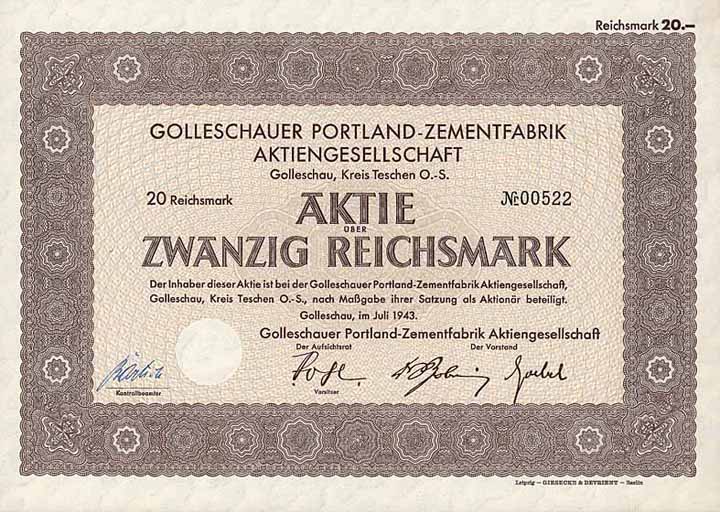 Reichsmark 20.—
GOLLESCHAUER PORTLAND-ZEMENTFABRIK
AKTIENGESELLSCHAFT
Golleschau, Kreis Teschen O.-S.
20 Reichsmark
№ 00522
AKTIE
ÜBER
ZWANZIG REICHSMARK
Der Inhaber dieser Aktie ist bei der Golleschauer Portland-Zementfabrik Aktiengesellschaft,
Golleschau, Kreis Teschen O.-S., nach Maßgabe ihrer Satzung als Aktionär beteiligt.
Golleschau, im Juli 1943.
Golleschauer Portland-Zementfabrik Aktiengesellschaft
Der Aufsichtsrat Der Vorstand
Kontrollbeamter
Vorsitzer
Leipzig — GIESECKE & DEVRIENT — Berlin